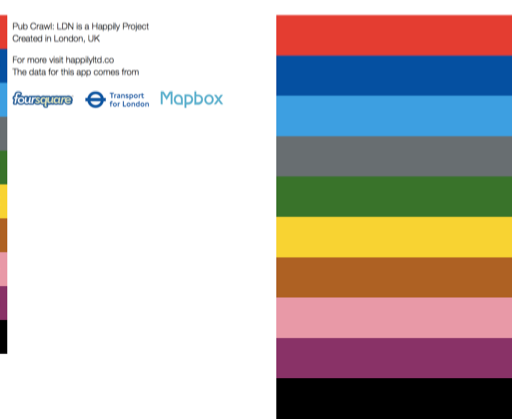 Pub Crawl: LDN is a Happily Project
Created in London, UK
For more visit happilyltd.co
The data for this app comes from
foursquare
Transport
for London
Mapbox